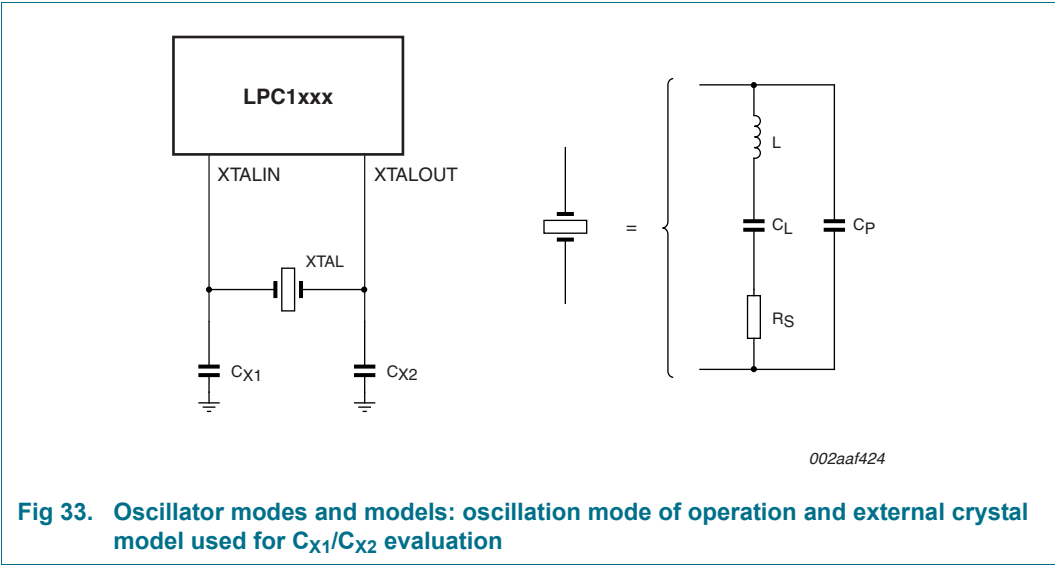 LPC1xxx
XTALIN
XTALOUT
XTAL
CX1
CX2
=
L
CL
CP
RS
002aaf424
Fig 33. Oscillator modes and models: oscillation mode of operation and external crystal
model used for CX1/CX2 evaluation